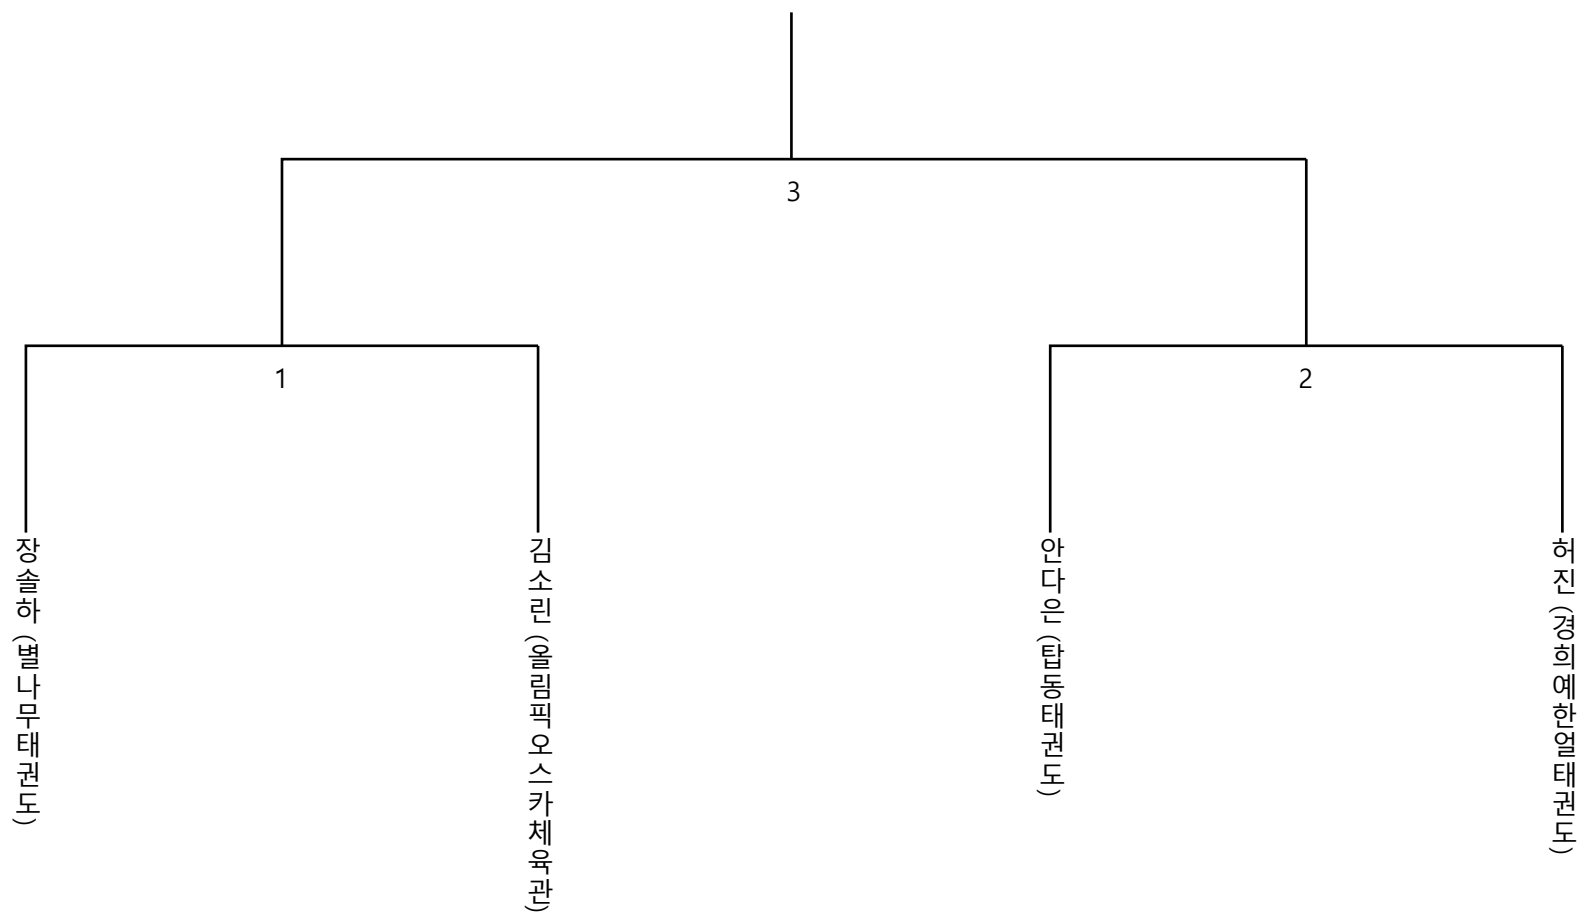 3
1
2
장솔하 (별나무태권도)
김소린 (올림픽오스카체육관)
안다은 (탑동태권도)
허진 (경희예한얼태권도)